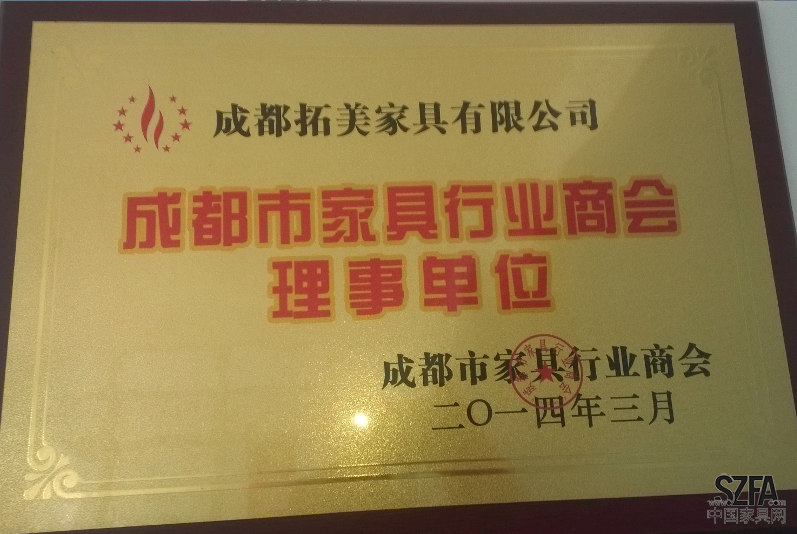 成都拓美家具有限公司
成都市家具行业商会
理事单位
成都市家具行业商会
二〇一四年三月
SZFA
中国家具网